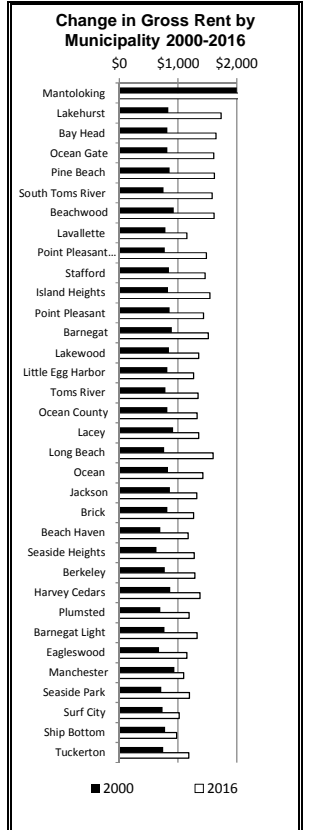 Change in Gross Rent by
Municipality 2000-2016
$0 $1,000 $2,000
Mantoloking
Lakehurst
Bay Head
Ocean Gate
Pine Beach
South Toms River
Beachwood
Lavallette
Point Pleasant…
Stafford
Island Heights
Point Pleasant
Barnegat
Lakewood
Little Egg Harbor
Toms River
Ocean County
Lacey
Long Beach
Ocean
Jackson
Brick
Beach Haven
Seaside Heights
Berkeley
Harvey Cedars
Plumsted
Barnegat Light
Eagleswood
Manchester
Seaside Park
Surf City
Ship Bottom
Tuckerton
2000 2016